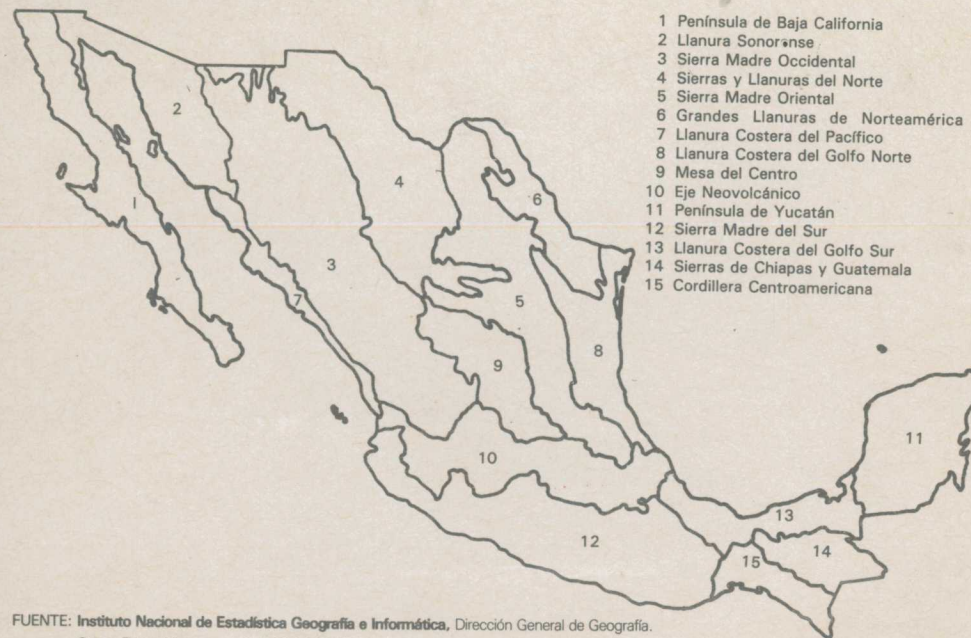 1 Península de Baja California
2 Llanura Sonorense
3 Sierra Madre Occidental
4 Sierras y Llanuras del Norte
5 Sierra Madre Oriental
6 Grandes Llanuras de Norteamérica
7 Llanura Costera del Pacífico
8 Llanura Costera del Golfo Norte
9 Mesa del Centro
10 Eje Neovolcánico
11 Península de Yucatán
12 Sierra Madre del Sur
13 Llanura Costera del Golfo Sur
14 Sierras de Chiapas y Guatemala
15 Cordillera Centroamericana
2
4
6
1
3
7
5
8
9
11
10
13
12
15
14
FUENTE: Instituto Nacional de Estadística Geografía e Informática, Dirección General de Geografía.